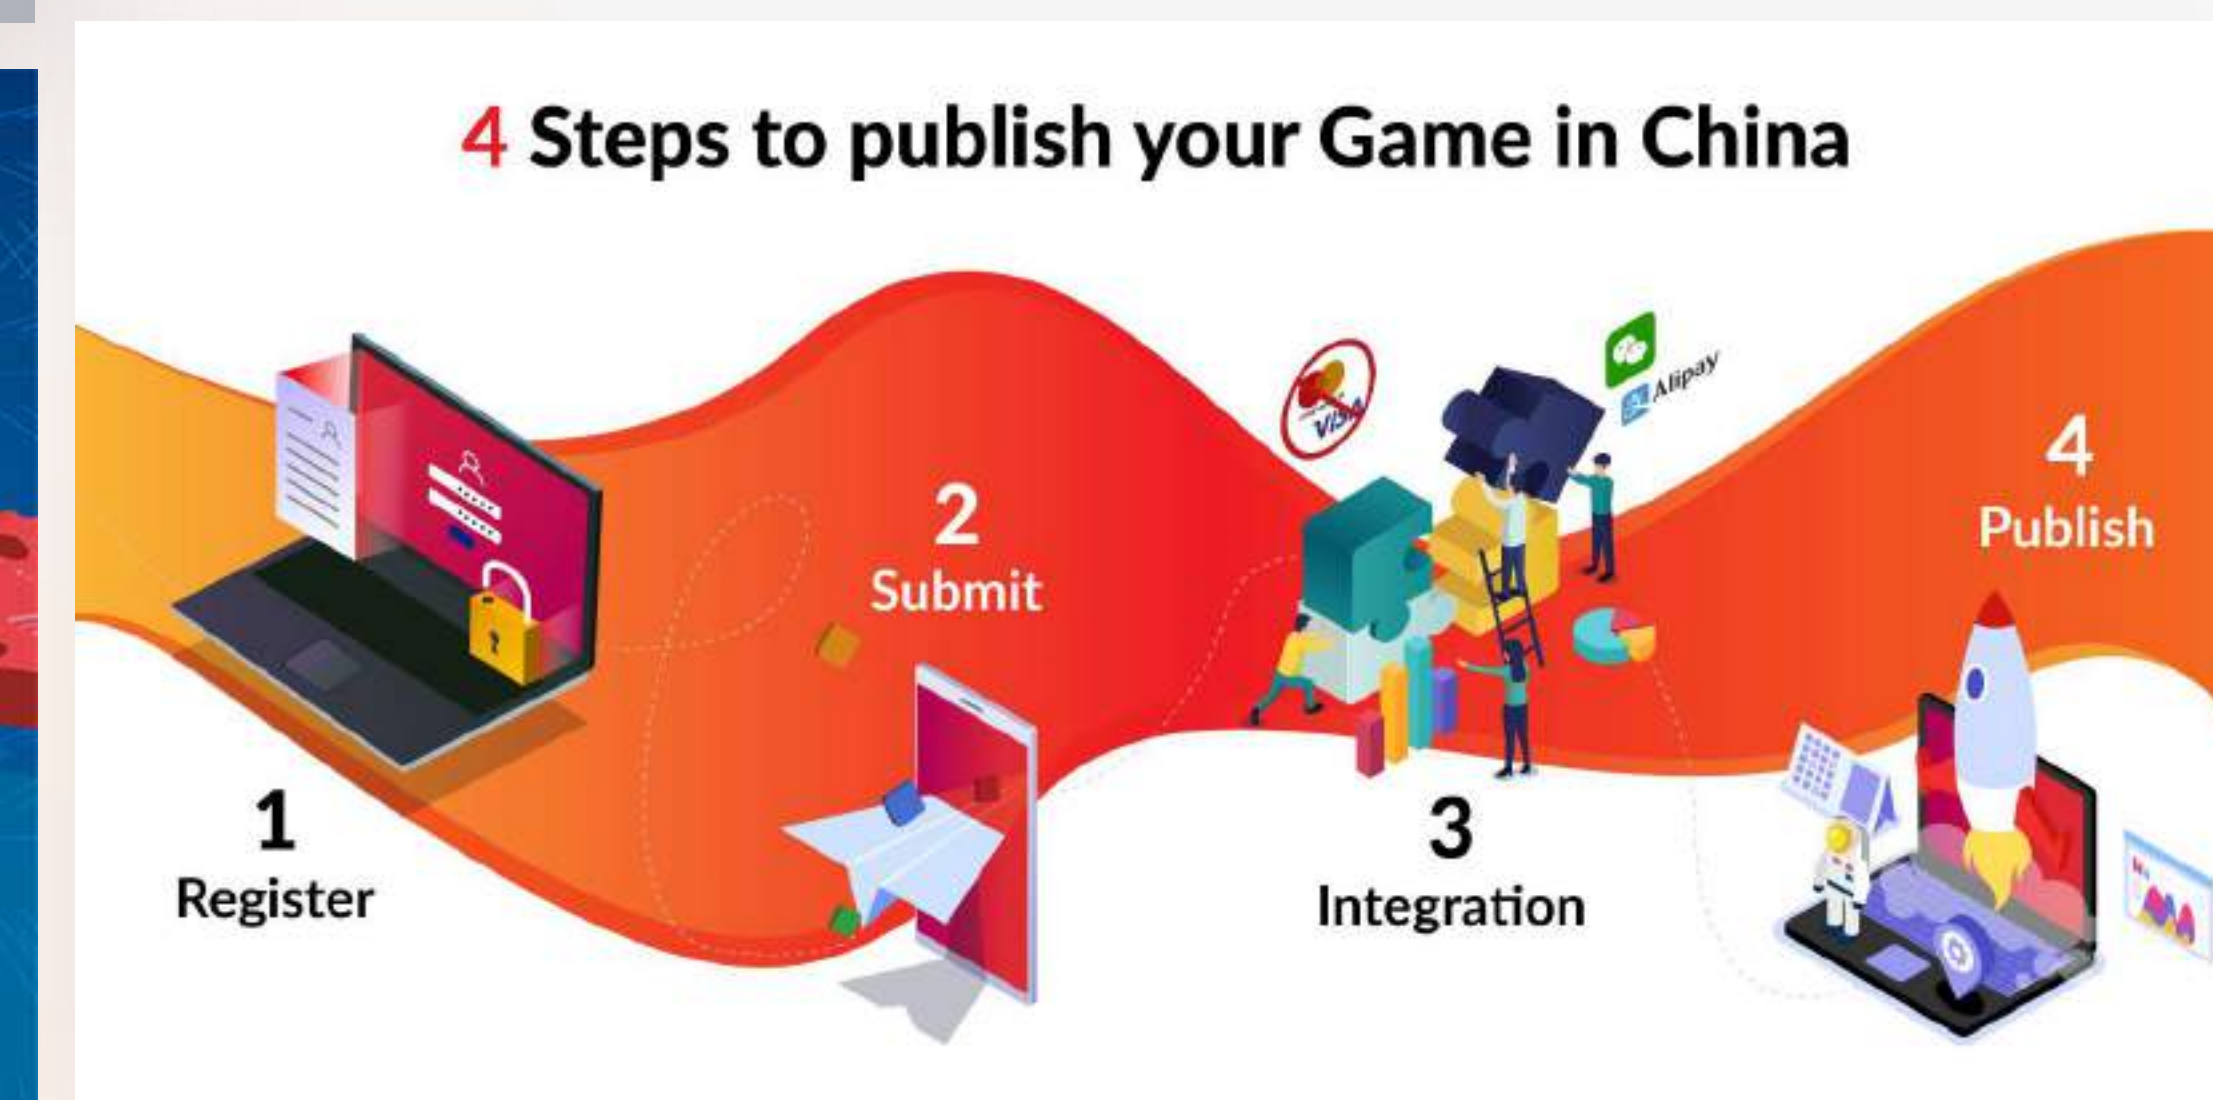 4 Steps to publish your Game in China
VISA
Alipay
2
Submit
4
Publish
1
Register
3
Integration